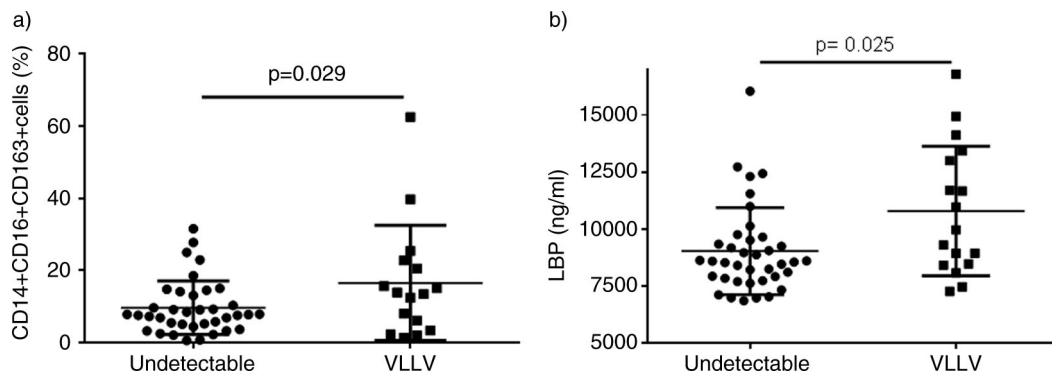 a)
CD14+CD16+CD163+cells (%)
80
60
40
20
0
p=0.029
Undetectable
VLLV
b)
LBP (ng/ml)
15000
12500
10000
7500
5000
p= 0.025
Undetectable
VLLV